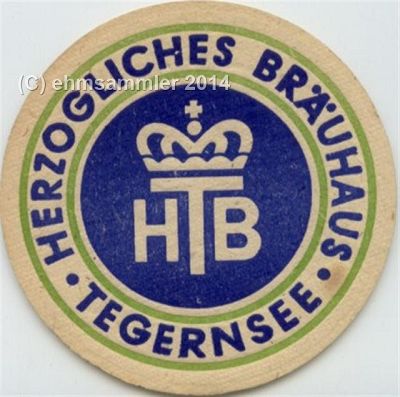 (C) ehmsammler 2014
HERZOGLICHES BRÄUHAUS
HTB
• TEGERNSEE •